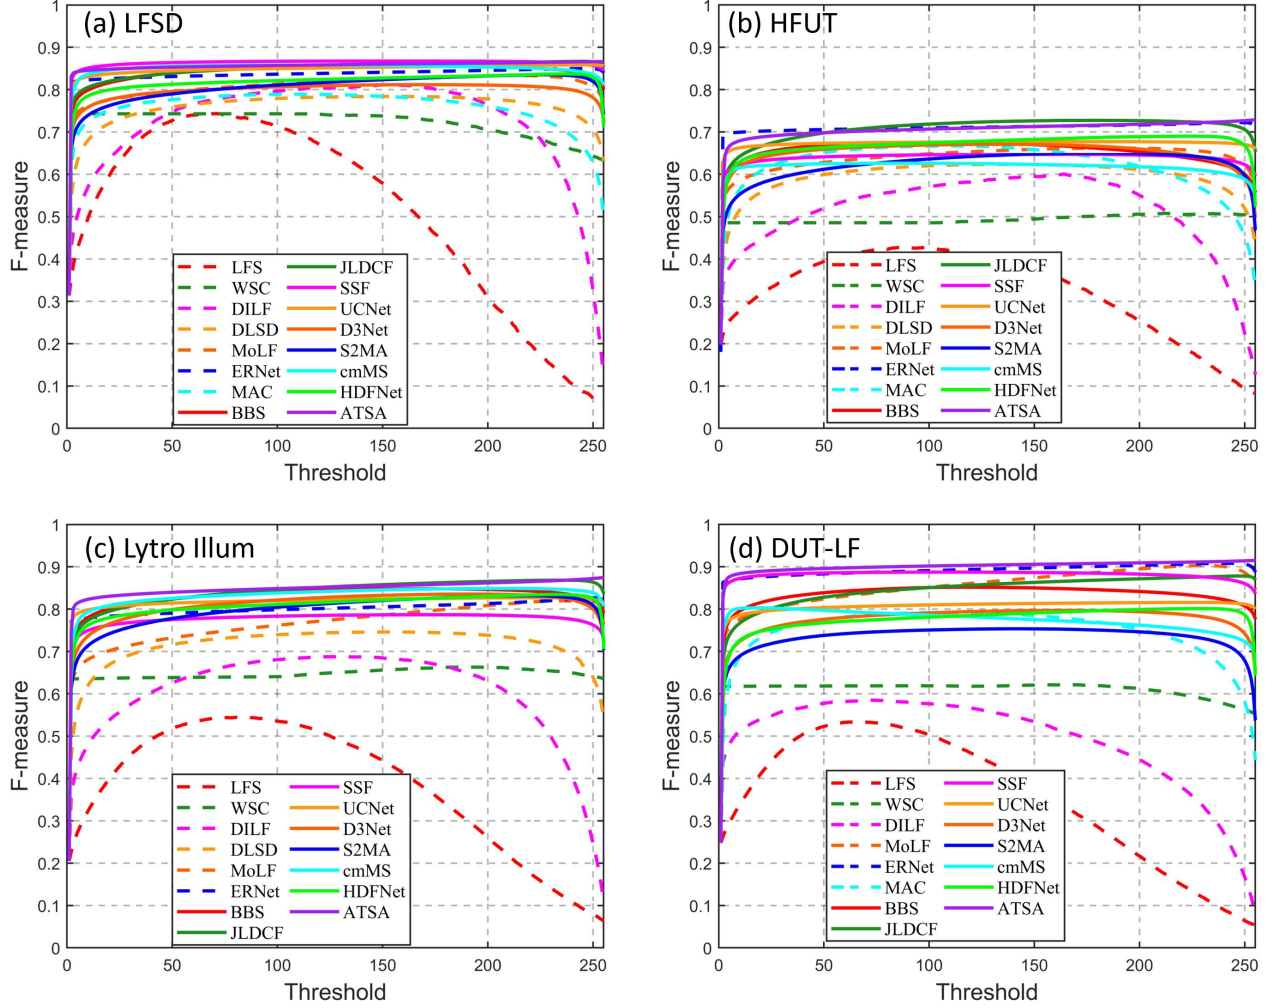 (a) LFSD
F-measure
1
0.9
0.8
0.7
0.6
0.5
0.4
0.3
0.2
0.1
0
LFS JLDCF
WSC SSF
DILF UCNet
DLSD D3Net
MoLF S2MA
ERNet cmMS
MAC HDFNet
BBS ATSA
0 50 100 150 200 250
Threshold
(b) HFUT
F-measure
1
0.9
0.8
0.7
0.6
0.5
0.4
0.3
0.2
0.1
0
LFS JLDCF
WSC SSF
DILF UCNet
DLSD D3Net
MoLF S2MA
ERNet cmMS
MAC HDFNet
BBS ATSA
0 50 100 150 200 250
Threshold
(c) Lytro Illum
F-measure
1
0.9
0.8
0.7
0.6
0.5
0.4
0.3
0.2
0.1
0
LFS SSF
WSC UCNet
DILF D3Net
DLSD S2MA
MoLF cmMS
ERNet HDFNet
BBS ATSA
JLDCF
0 50 100 150 200 250
Threshold
(d) DUT-LF
F-measure
1
0.9
0.8
0.7
0.6
0.5
0.4
0.3
0.2
0.1
0
LFS SSF
WSC UCNet
DILF D3Net
MoLF S2MA
ERNet cmMS
MAC HDFNet
BBS ATSA
JLDCF
0 50 100 150 200 250
Threshold